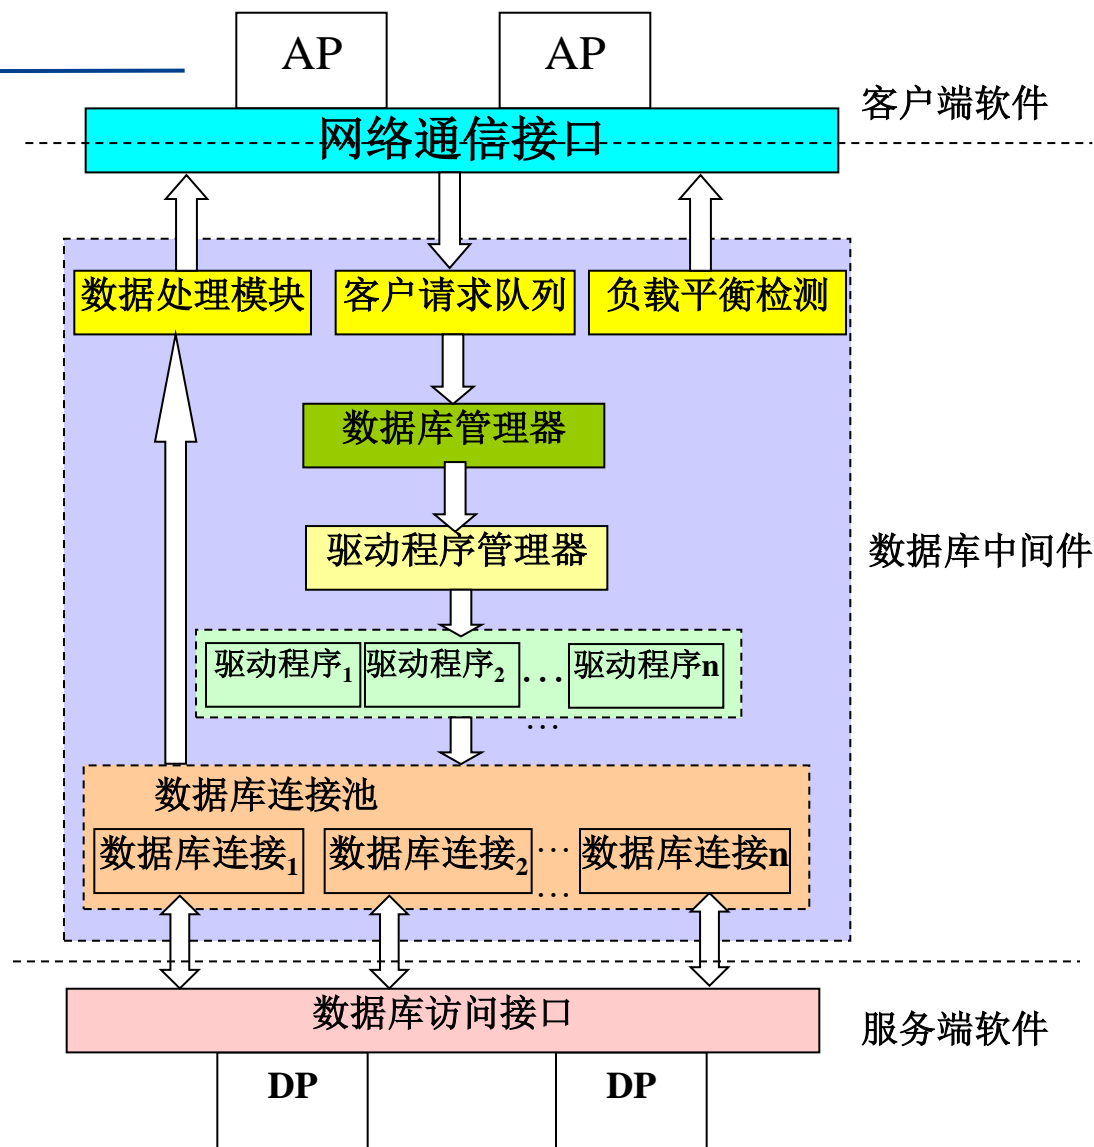 AP
AP
客户端软件
网络通信接口
数据处理模块
客户请求队列
负载平衡检测
数据库管理器
数据库中间件
驱动程序管理器
驱动程序1
驱动程序2
...
驱动程序n
...
数据库连接池
数据库连接1
数据库连接2
...
数据库连接n
...
数据库访问接口
服务端软件
DP
DP